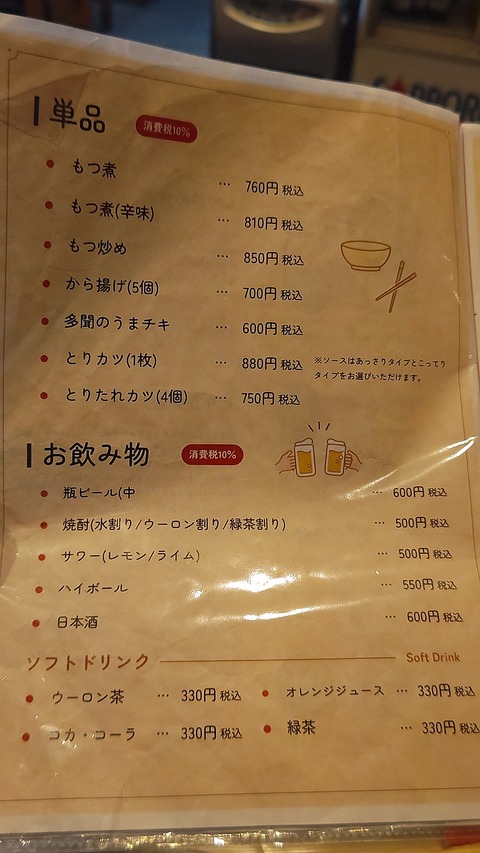 SAPPORO
単品 消費税10%
もつ煮 … 760円 税込
もつ煮(辛味) … 810円 税込
もつ炒め … 850円 税込
から揚げ(5個) … 700円 税込
多聞のうまチキ … 600円 税込
とりカツ(1枚) … 880円 税込
※ソースはあっさりタイプとこってり
タイプをお選びいただけます。
とりたれカツ(4個) … 750円 税込
お飲み物 消費税10%
瓶ビール(中 … 600円 税込
焼酎(水割り/ウーロン割り/緑茶割り) … 500円 税込
サワー(レモン/ライム) … 500円 税込
ハイボール … 550円 税込
日本酒 … 600円 税込
ソフトドリンク Soft Drink
ウーロン茶 … 330円 税込 オレンジジュース … 330円 税込
コカ・コーラ … 330円 税込 緑茶 … 330円 税込